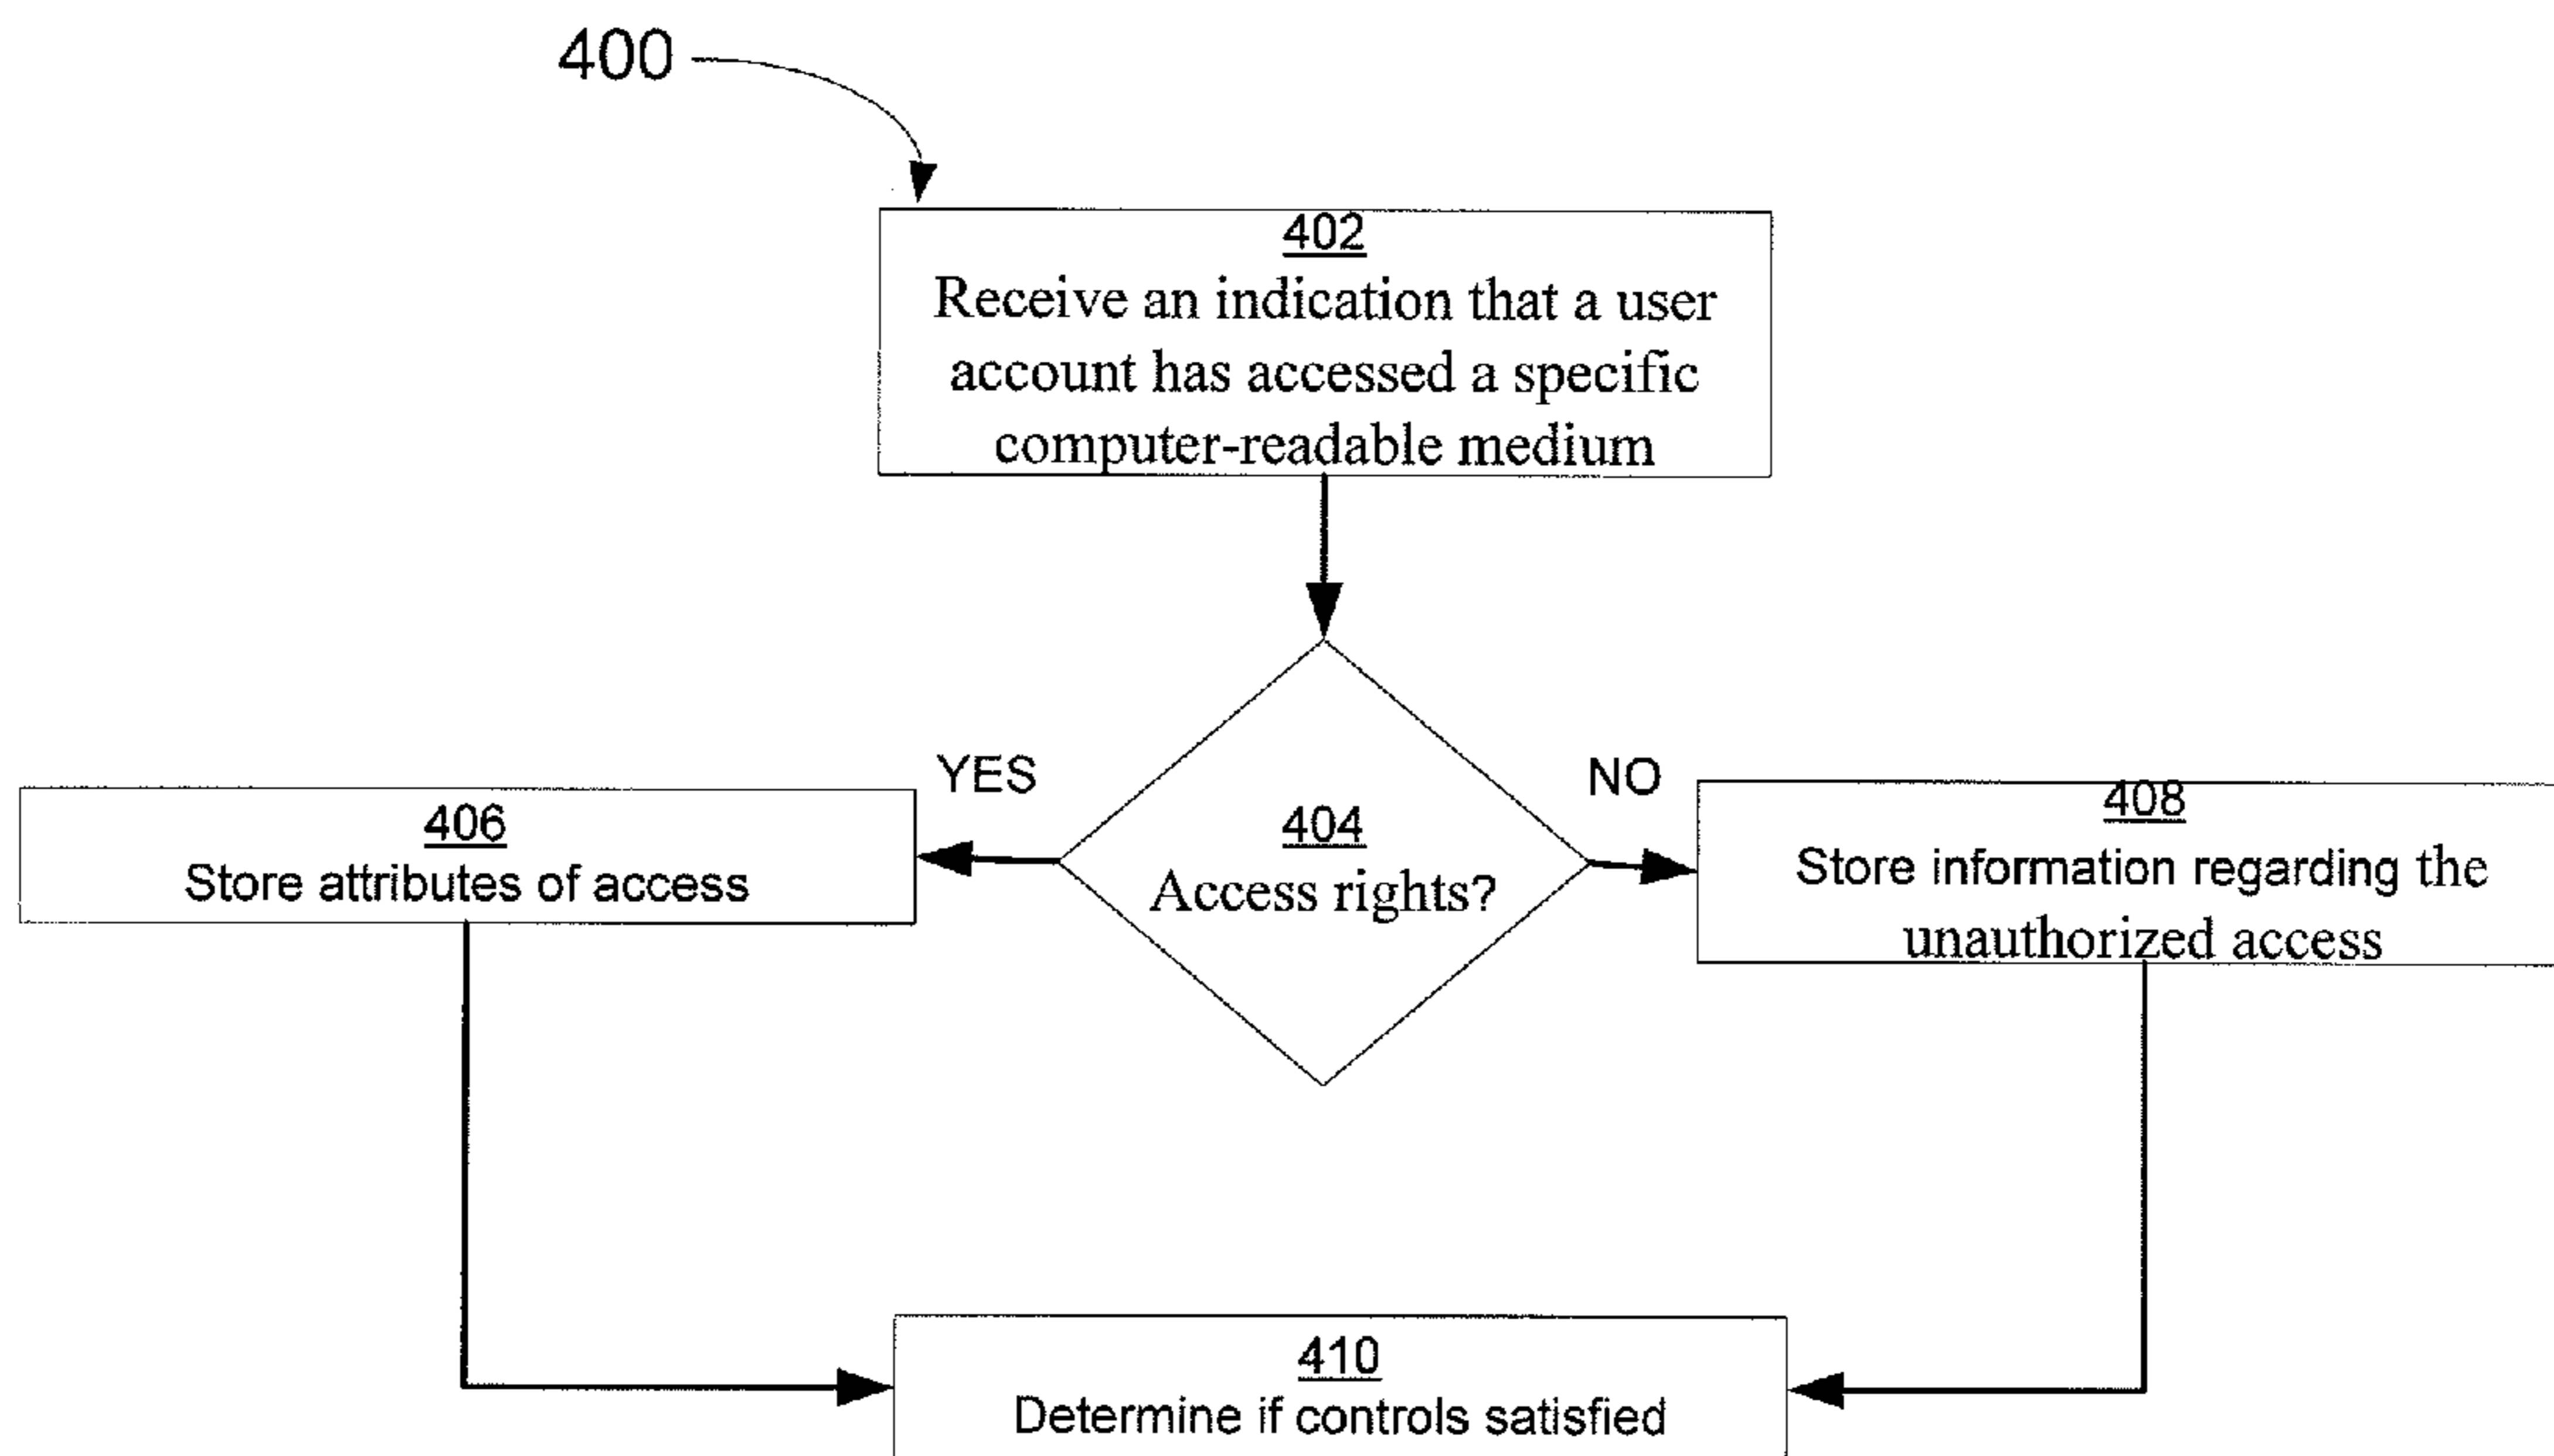 400
402
Receive an indication that a user
account has accessed a specific
computer-readable medium
YES
NO
406
Store attributes of access
404
Access rights?
408
Store information regarding the
unauthorized access
410
Determine if controls satisfied